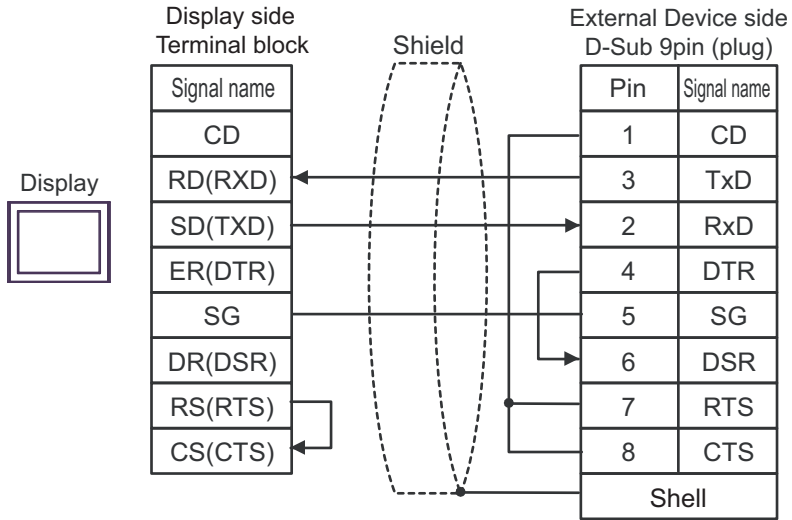 Display side
Terminal block
Shield
External Device side
D-Sub 9pin (plug)
Display
Signal name
CD
RD(RXD)
SD(TXD)
ER(DTR)
SG
DR(DSR)
RS(RTS)
CS(CTS)
Pin Signal name
1 CD
3 TxD
2 RxD
4 DTR
5 SG
6 DSR
7 RTS
8 CTS
Shell